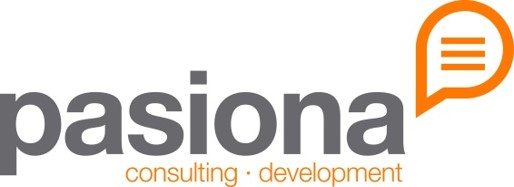 pasiona
consulting · development